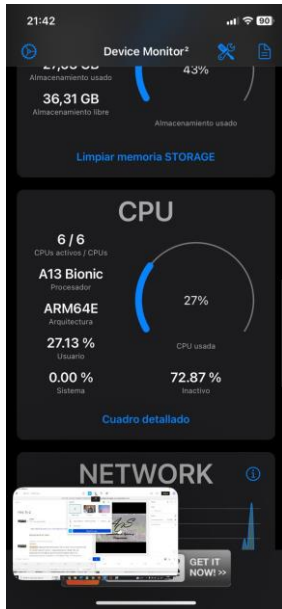 21:42
90
Device Monitor²
Almacenamiento usado
36,31 GB
Almacenamiento libre
43%
Almacenamiento usado
Limpiar memoria STORAGE
CPU
6 / 6
CPUs activos / CPUs
A13 Bionic
Procesador
ARM64E
Arquitectura
27.13 %
Usuario
0.00 %
Sistema
27%
CPU usada
72.87 %
Inactivo
Cuadro detallado
NETWORK
GET IT
NOW! >>